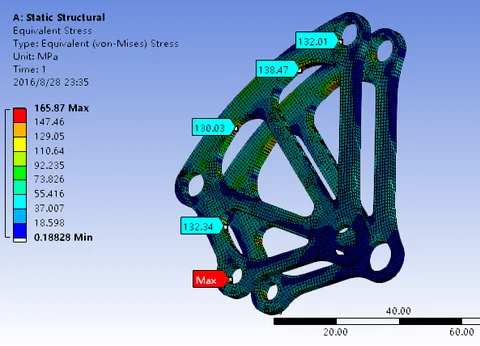 A: Static Structural
Equivalent Stress
Type: Equivalent (von-Mises) Stress
Unit: MPa
Time: 1
2016/8/28 23:35
165.87 Max
147.46
129.05
110.64
92.235
73.826
55.416
37.007
18.598
0.18828 Min
132.01
138.47
130.03
132.34
Max
40.00
20.00
60.00